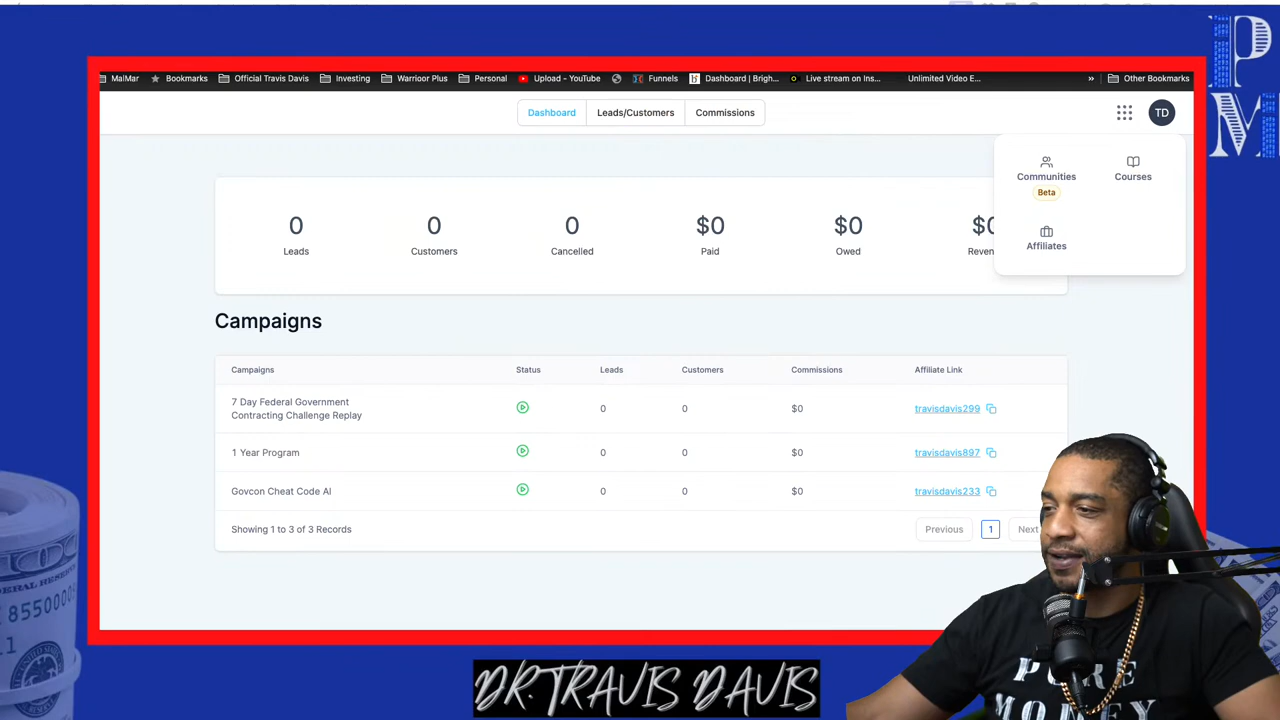 P
M
MalMar Bookmarks Official Travis Davis Investing Warrioor Plus Personal Upload - YouTube Funnels Dashboard | Brigh... Live stream on Ins... Unlimited Video E... » Other Bookmarks
Dashboard Leads/Customers Commissions TD
Communities Courses
Beta
Affiliates
0 0 0 $0 $0 $0
Leads Customers Cancelled Paid Owed
Campaigns
Campaigns Status Leads Customers Commissions Affiliate Link
7 Day Federal Government
Contracting Challenge Replay 0 0 $0 travisdavis299
1 Year Program 0 0 $0 travisdavis897
Govcon Cheat Code AI 0 0 $0 travisdavis233
Showing 1 to 3 of 3 Records Previous 1 Next
DR. TRAVIS DAVIS
PURE
MONEY